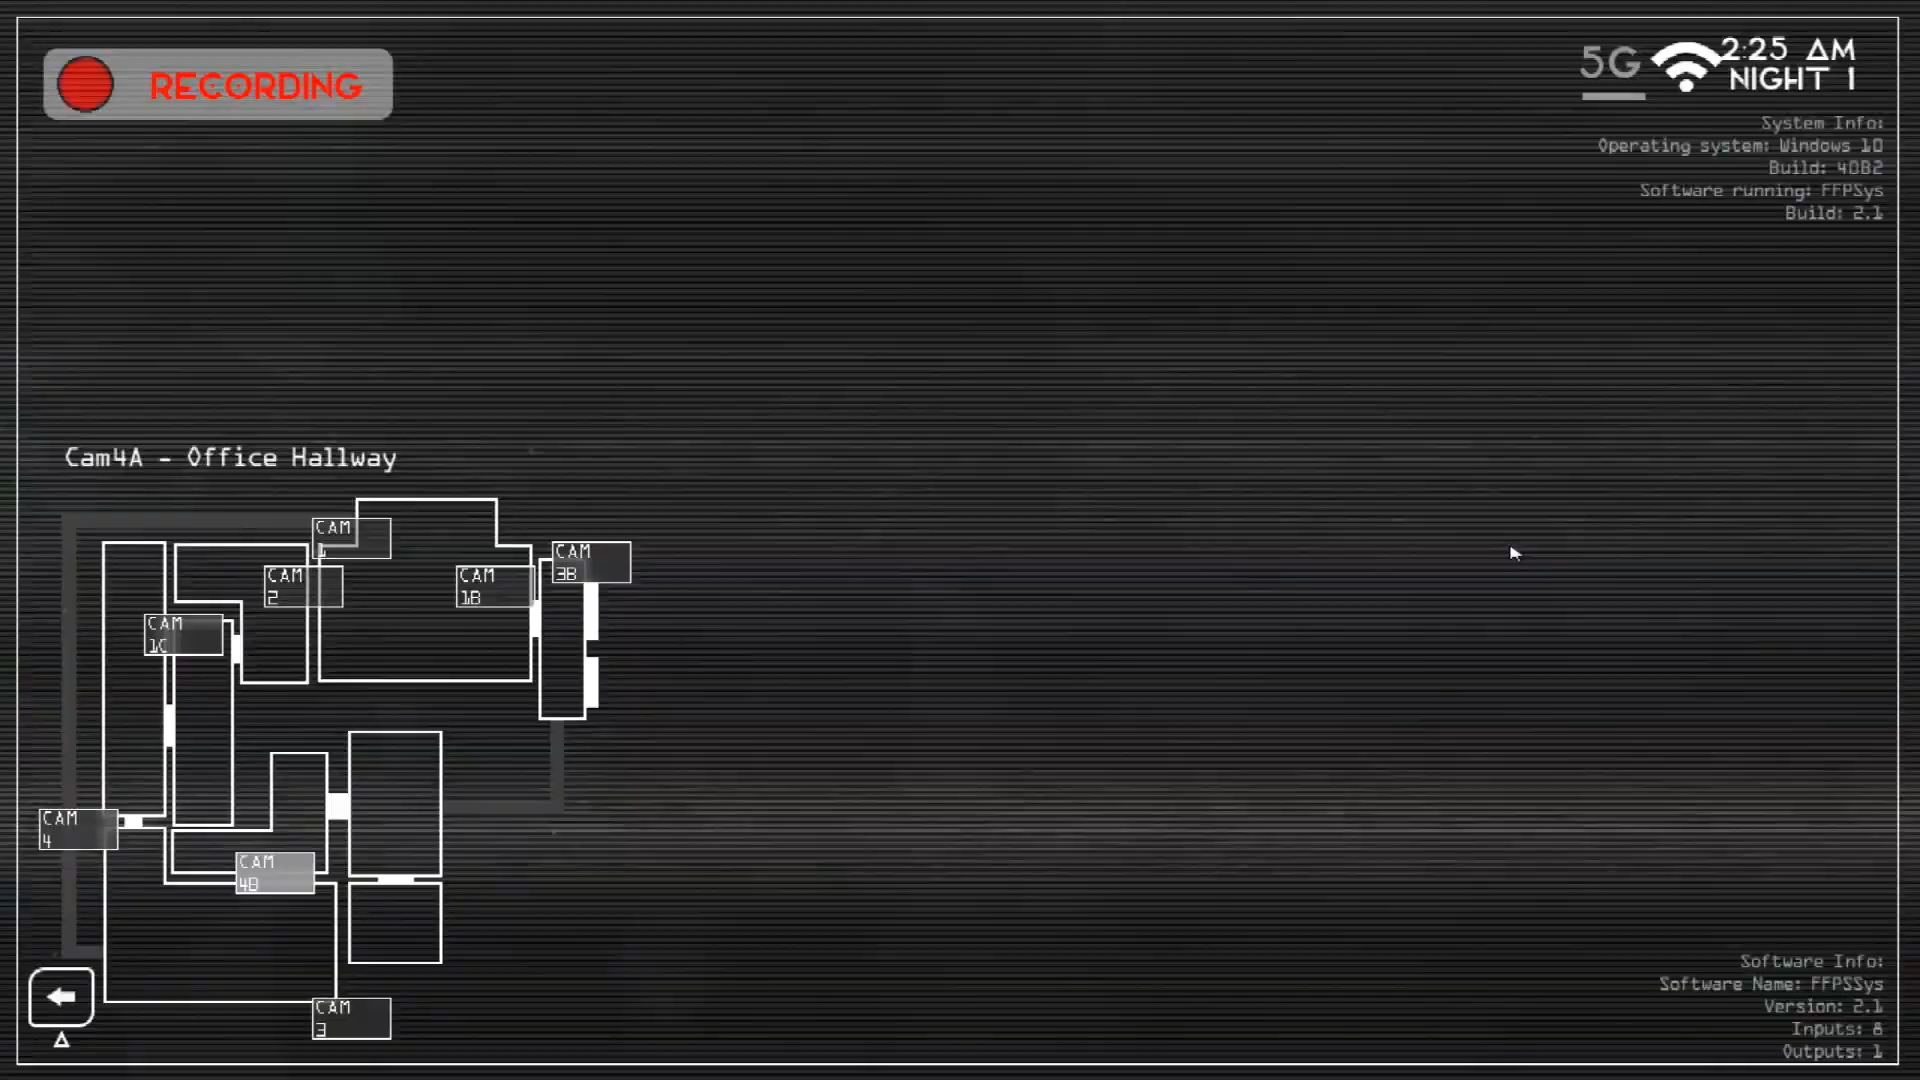 RECORDING
5G
2:25 AM
NIGHT 1
System Info:
Operating system: Windows 10
Build: 40B2
Software running: FFPSys
Build: 2.1
Cam4A - Office Hallway
CAM
1
CAM
3B
CAM
2
CAM
1B
CAM
1C
CAM
4
CAM
4B
CAM
3
Software Info:
Software Name: FFPSSys
Version: 2.1
Inputs: 8
Outputs: 1